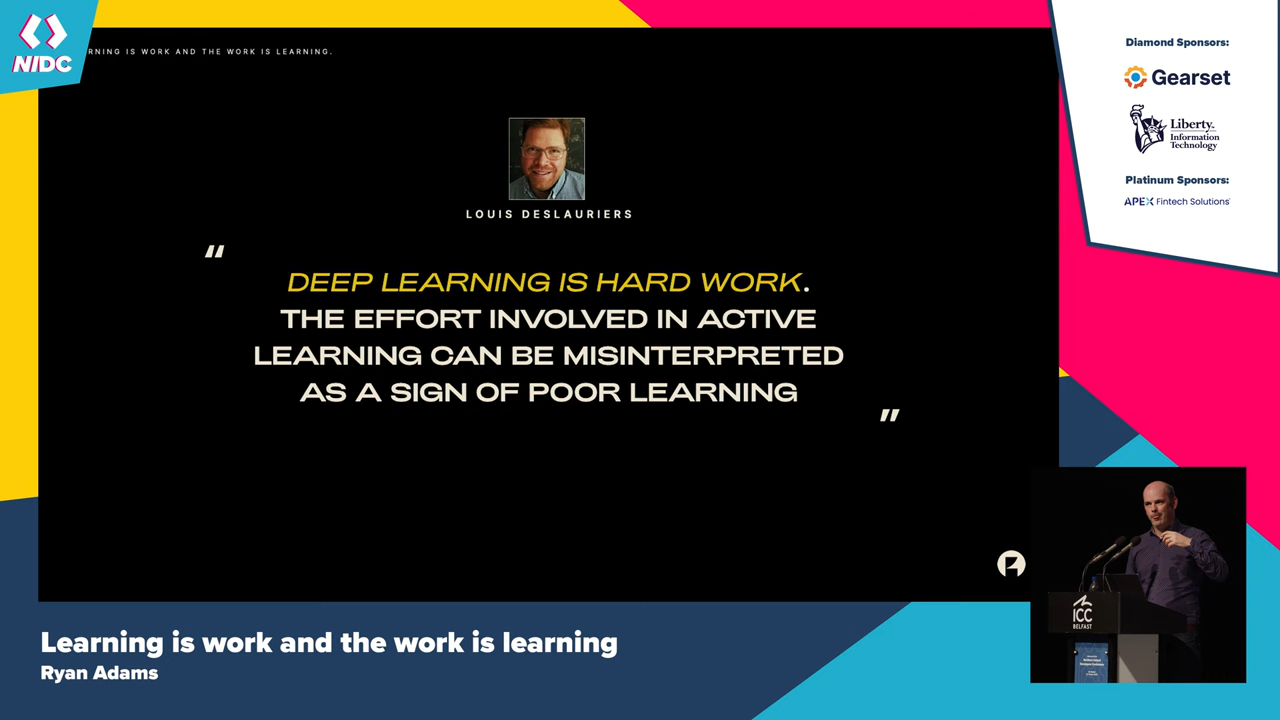 NIDC
RNING IS WORK AND THE WORK IS LEARNING.
LOUIS DESLAURIERS
“
DEEP LEARNING IS HARD WORK.
THE EFFORT INVOLVED IN ACTIVE
LEARNING CAN BE MISINTERPRETED
AS A SIGN OF POOR LEARNING
”
Diamond Sponsors:
Gearset
Liberty
Information
Technology
Platinum Sponsors:
APEX Fintech Solutions
ICC
BELFAST
Learning is work and the work is learning
Ryan Adams